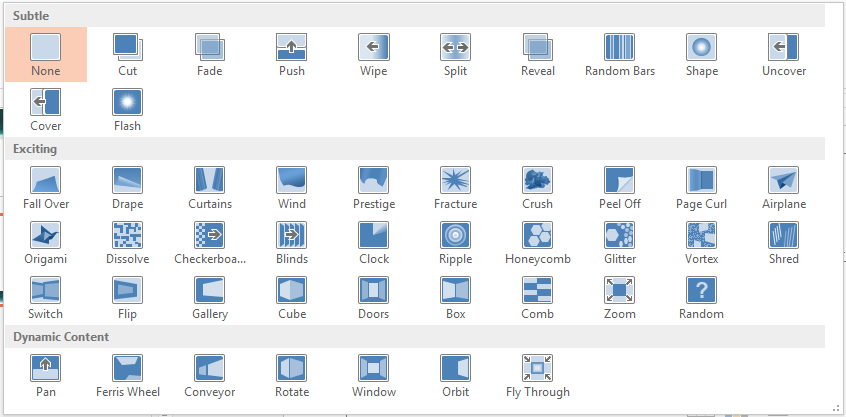 Subtle
None Cut Fade Push Wipe Split Reveal Random Bars Shape Uncover
Cover Flash
Exciting
Fall Over Drape Curtains Wind Prestige Fracture Crush Peel Off Page Curl Airplane
Origami Dissolve Checkerboa... Blinds Clock Ripple Honeycomb Glitter Vortex Shred
Switch Flip Gallery Cube Doors Box Comb Zoom Random
Dynamic Content
Pan Ferris Wheel Conveyor Rotate Window Orbit Fly Through